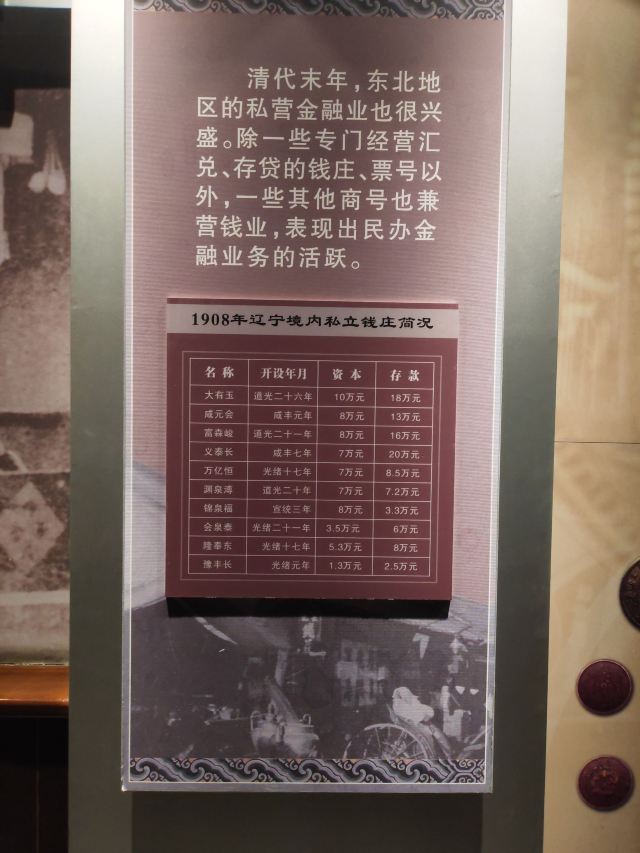 清代末年，东北地
区的私营金融业也很兴
盛。除一些专门经营汇
兑、存贷的钱庄、票号以
外，一些其他商号也兼
营钱业，表现出民办金
融业务的活跃。
1908年辽宁境内私立钱庄简况
名称 开设年月 资本 存款
大有玉 道光二十六年 10万元 18万元
咸元会 咸丰元年 8万元 13万元
富森峻 道光二十一年 8万元 16万元
义泰长 咸丰七年 7万元 20万元
万亿恒 光绪十七年 7万元 8.5万元
渊泉溥 道光二十年 7万元 7.2万元
锦泉福 宣统三年 8万元 3.3万元
会泉泰 光绪二十一年 3.5万元 6万元
隆奉东 光绪十七年 5.3万元 8万元
豫丰长 光绪元年 1.3万元 2.5万元